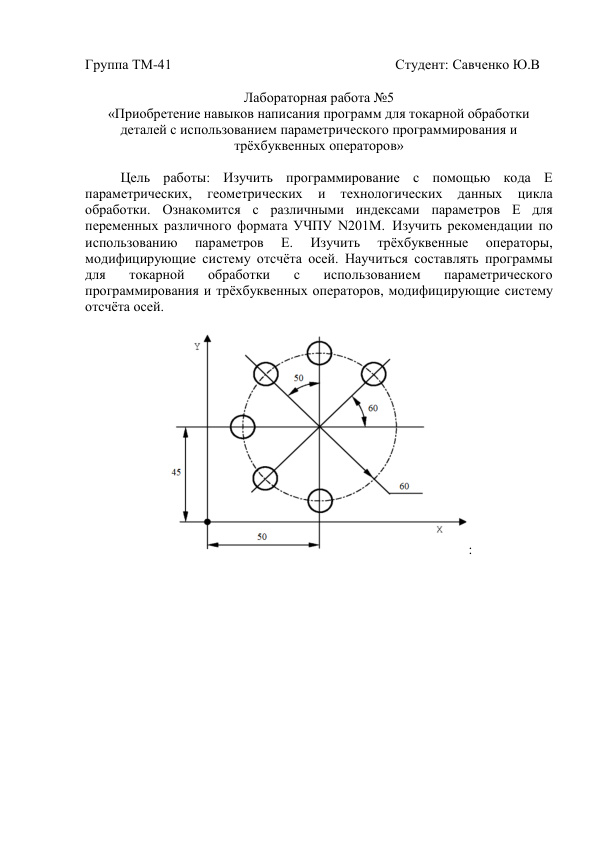 Группа ТМ-41 Студент: Савченко Ю.В
Лабораторная работа №5
«Приобретение навыков написания программ для токарной обработки
деталей с использованием параметрического программирования и
трёхбуквенных операторов»
Цель работы: Изучить программирование с помощью кода Е
параметрических, геометрических и технологических данных цикла
обработки. Ознакомится с различными индексами параметров Е для
переменных различного формата УЧПУ N201M. Изучить рекомендации по
использованию параметров Е. Изучить трёхбуквенные операторы,
модифицирующие систему отсчёта осей. Научиться составлять программы
для токарной обработки с использованием параметрического
программирования и трёхбуквенных операторов, модифицирующие систему
отсчёта осей.
Y
50
60
45
60
X
50
: